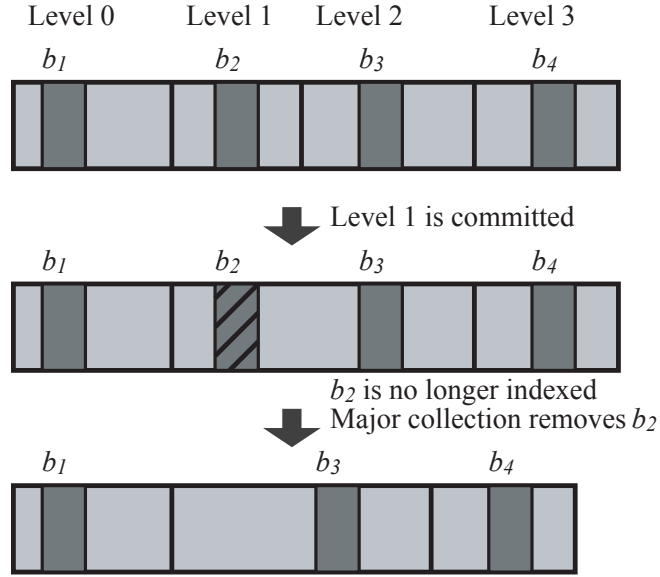 Level 0 Level 1 Level 2 Level 3
b1 b2 b3 b4
Level 1 is committed
b1 b2 b3 b4
b2 is no longer indexed
Major collection removes b2
b1 b3 b4